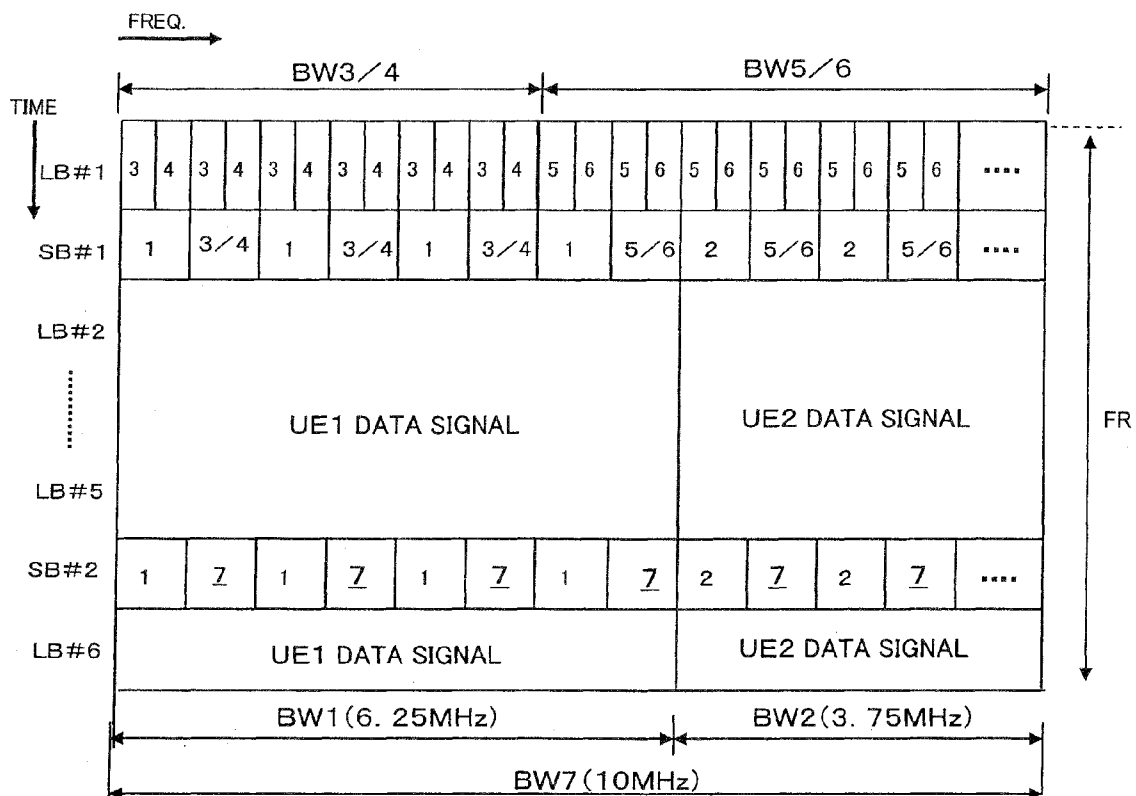 FREQ.
BW3/4 BW5/6
TIME
LB#1 3 4 3 4 3 4 3 4 3 4 3 4 5 6 5 6 5 6 5 6 5 6 5 6 ····
SB#1 1 3/4 1 3/4 1 3/4 1 5/6 2 5/6 2 5/6 ····
LB#2
UE1 DATA SIGNAL UE2 DATA SIGNAL FR
LB#5
SB#2 1 7 1 7 1 7 1 7 2 7 2 7 ····
LB#6 UE1 DATA SIGNAL UE2 DATA SIGNAL
BW1(6. 25MHz) BW2(3. 75MHz)
BW7(10MHz)